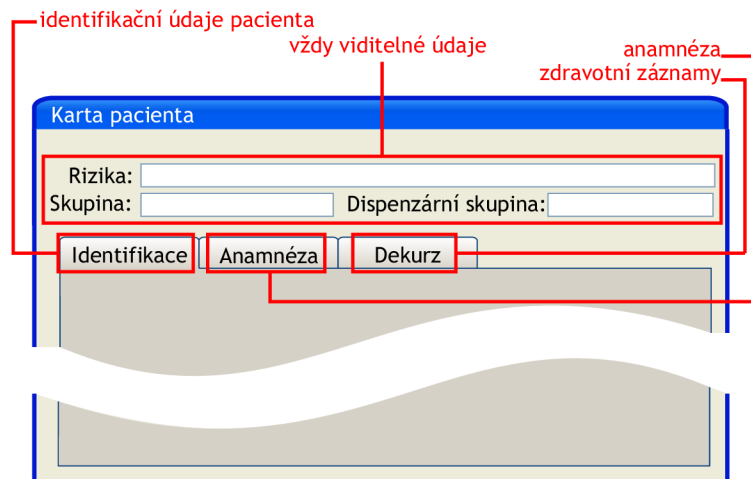 identifikační údaje pacienta
vždy viditelné údaje
anamnéza
zdravotní záznamy
Karta pacienta
Rizika:
Skupina: Dispenzární skupina:
Identifikace Anamnéza Dekurz